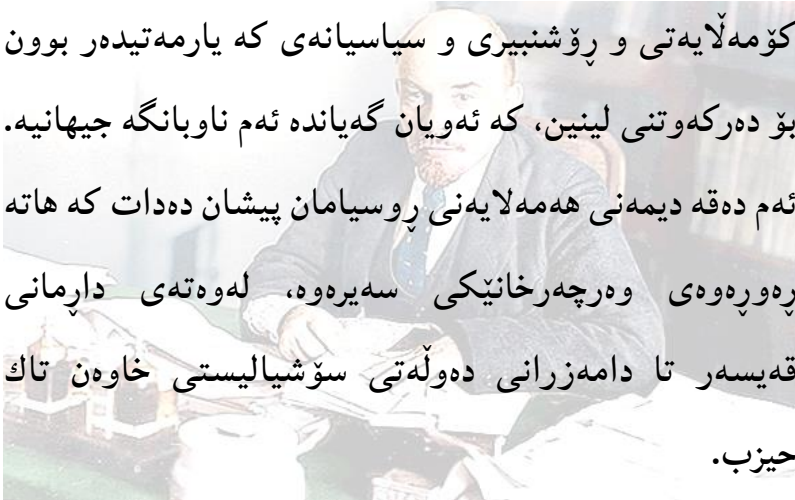 کۆمەڵایەتی و ڕۆشنبیری و سیاسیانەی کە یارمەتیدەر بوون
بۆ دەرکەوتنی لینین، کە ئەویان گەیاندە ئەم ناوبانگە جیهانیە.
ئەم دەقە دیمەنی هەمەلایەنی ڕوسیامان پیشان دەدات کە هاتە
ڕەوڕەوەی وەرچەرخانێکی سەیرەوە، لەوەتەی داڕمانی
قەیسەر تا دامەزرانی دەوڵەتی سۆشیالیستی خاوەن تاك
حیزب.